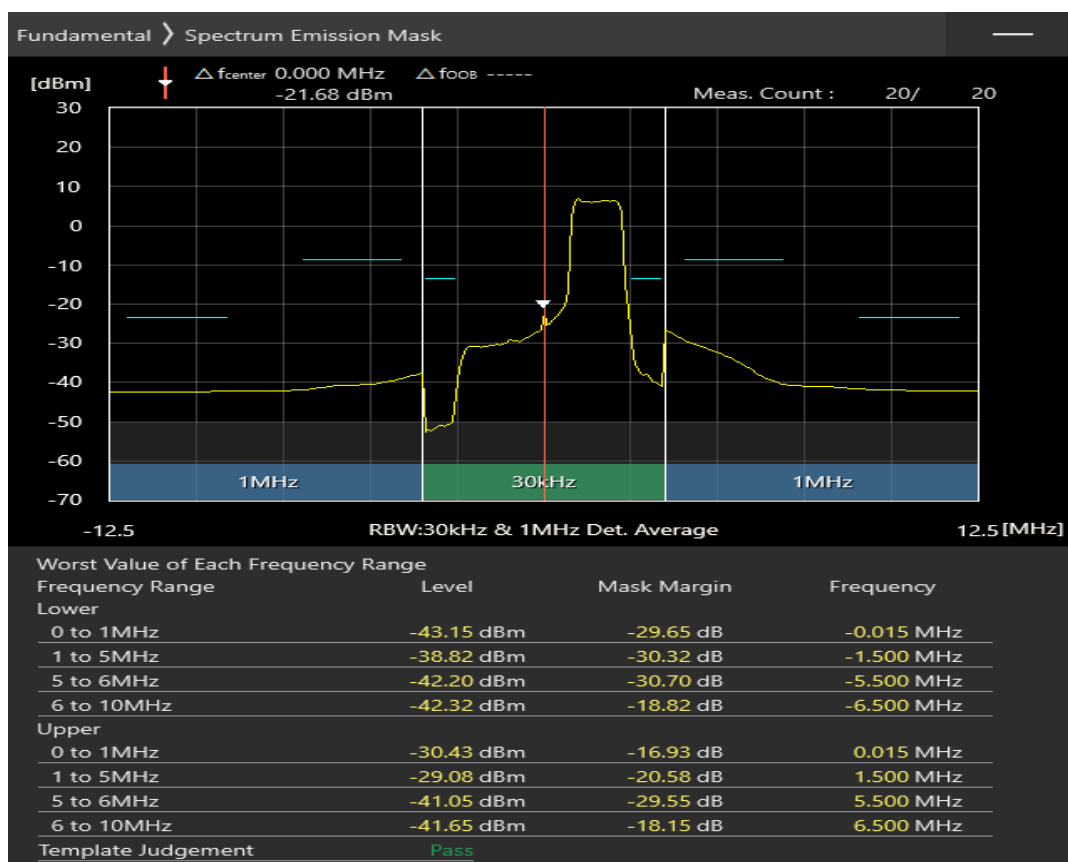 Fundamental ❯ Spectrum Emission Mask
△ fcenter 0.000 MHz △ fOOB -----
-21.68 dBm
Meas. Count : 20/ 20
[dBm]
30
20
10
0
-10
-20
-30
-40
-50
-60
-70
1MHz 30kHz 1MHz
-12.5 RBW:30kHz & 1MHz Det. Average 12.5 [MHz]
Worst Value of Each Frequency Range
Frequency Range Level Mask Margin Frequency
Lower
0 to 1MHz -43.15 dBm -29.65 dB -0.015 MHz
1 to 5MHz -38.82 dBm -30.32 dB -1.500 MHz
5 to 6MHz -42.20 dBm -30.70 dB -5.500 MHz
6 to 10MHz -42.32 dBm -18.82 dB -6.500 MHz
Upper
0 to 1MHz -30.43 dBm -16.93 dB 0.015 MHz
1 to 5MHz -29.08 dBm -20.58 dB 1.500 MHz
5 to 6MHz -41.05 dBm -29.55 dB 5.500 MHz
6 to 10MHz -41.65 dBm -18.15 dB 6.500 MHz
Template Judgement Pass